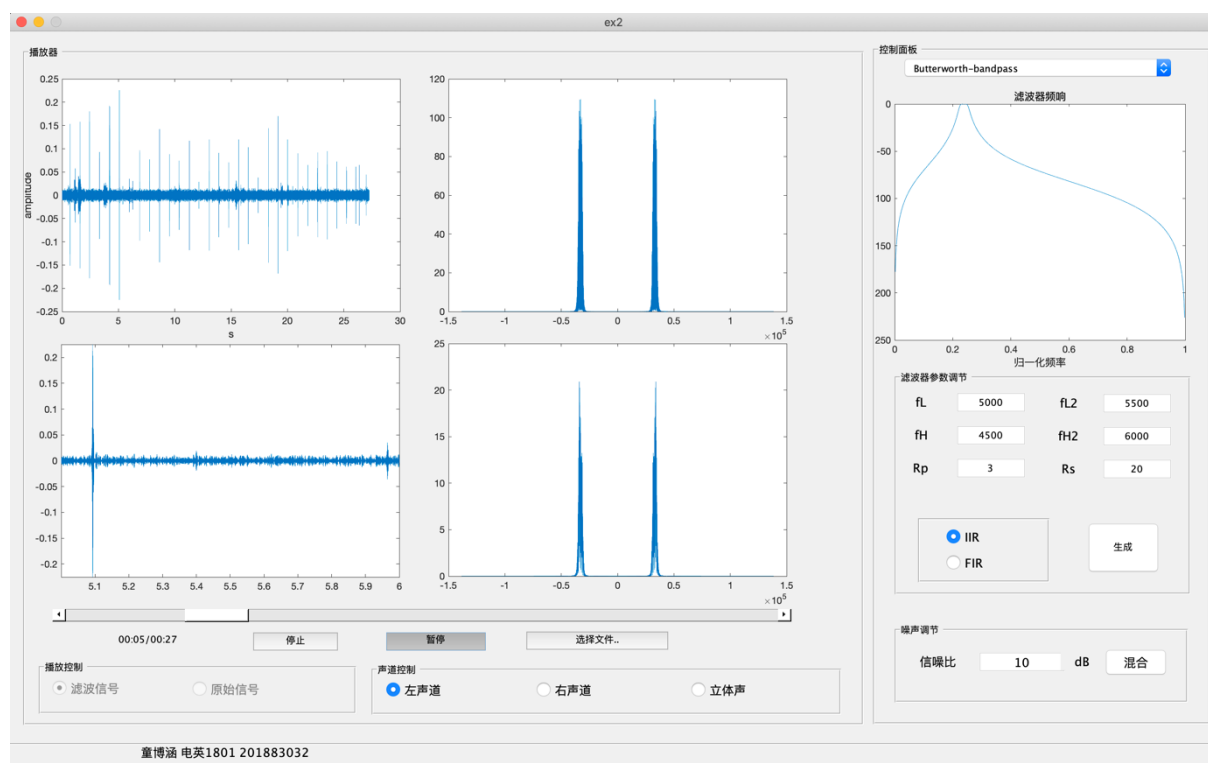 ex2
播放器
0.25
0.2
0.15
0.1
0.05
0
-0.05
-0.1
-0.15
-0.2
-0.25
amplitude
0 5 10 15 20 25 30
s
120
100
80
60
40
20
0
-1.5 -1 -0.5 0 0.5 1 1.5
×10^5
0.2
0.15
0.1
0.05
0
-0.05
-0.1
-0.15
-0.2
5.1 5.2 5.3 5.4 5.5 5.6 5.7 5.8 5.9 6
25
20
15
10
5
0
-1.5 -1 -0.5 0 0.5 1 1.5
×10^5
00:05/00:27 停止 暂停 选择文件..
播放控制
滤波信号 原始信号
声道控制
左声道 右声道 立体声
控制面板
Butterworth-bandpass
滤波器频响
0
-50
100
150
200
250
0 0.2 0.4 0.6 0.8 1
归一化频率
滤波器参数调节
fL 5000 fL2 5500
fH 4500 fH2 6000
Rp 3 Rs 20
IIR
FIR
生成
噪声调节
信噪比 10 dB 混合
童博涵 电英1801 201883032